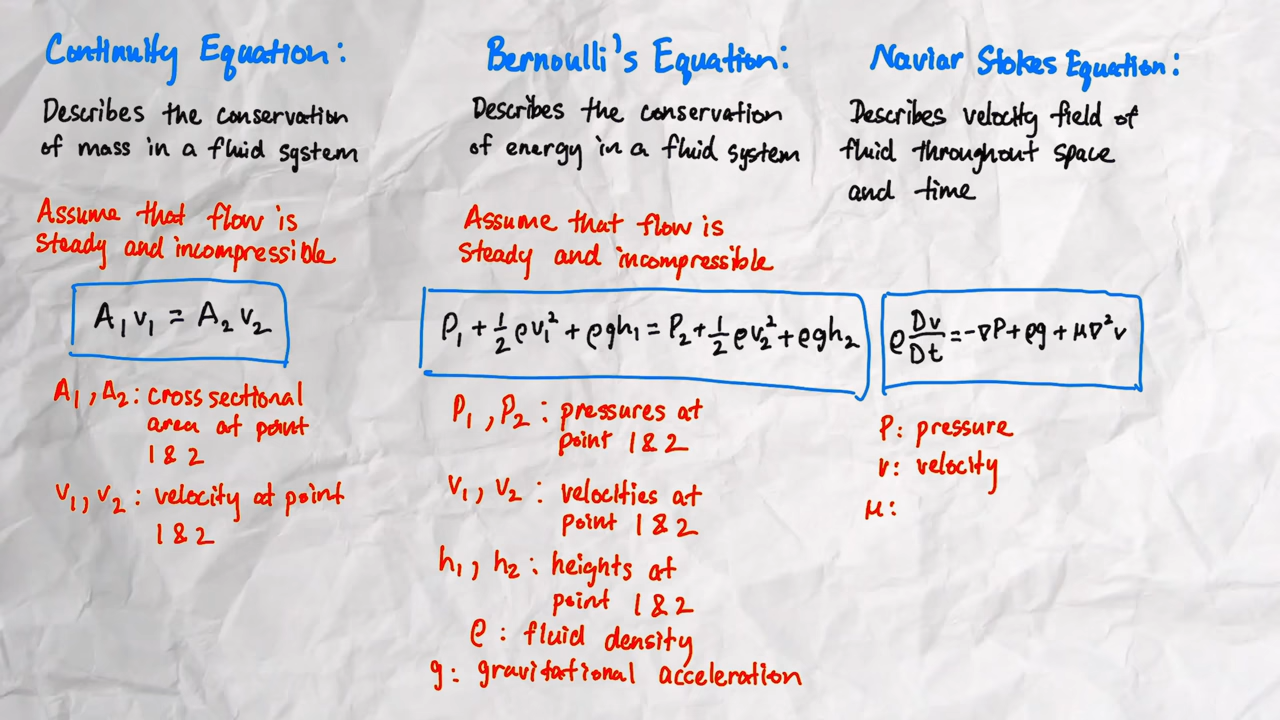 Continuity Equation:
Describes the conservation
of mass in a fluid system
Assume that flow is
steady and incompressible
A₁v₁ = A₂v₂
A₁, A₂: cross sectional
area at point
1 & 2
v₁, v₂: velocity at point
1 & 2
Bernoulli's Equation:
Describes the conservation
of energy in a fluid system
Assume that flow is
steady and incompressible
P₁ + 1/2 ρv₁² + ρgh₁ = P₂ + 1/2 ρv₂² + ρgh₂
P₁, P₂: pressures at
point 1 & 2
v₁, v₂: velocities at
point 1 & 2
h₁, h₂: heights at
point 1 & 2
ρ: fluid density
g: gravitational acceleration
Naviar Stokes Equation:
Describes velocity field of
fluid throughout space
and time
ρ Dv/Dt = -∇P + ρg + μ∇²v
P: pressure
v: velocity
μ: